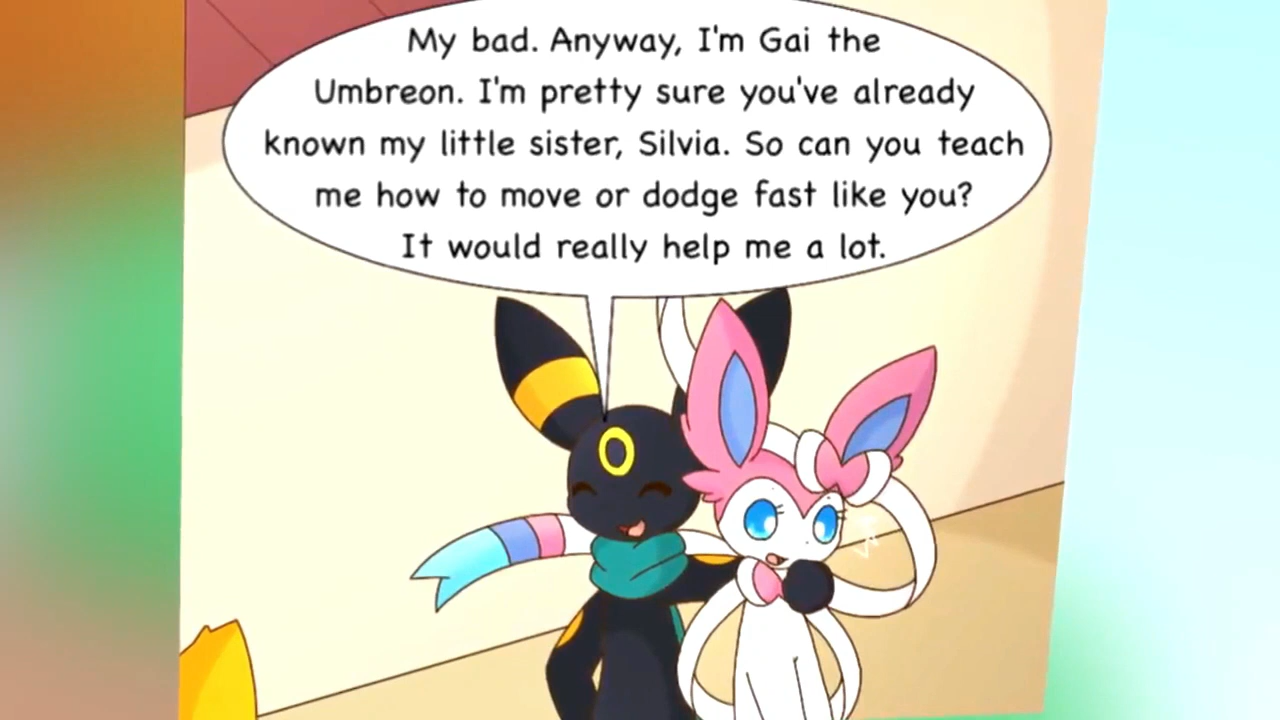 My bad. Anyway, I'm Gai the
Umbreon. I'm pretty sure you've already
known my little sister, Silvia. So can you teach
me how to move or dodge fast like you?
It would really help me a lot.